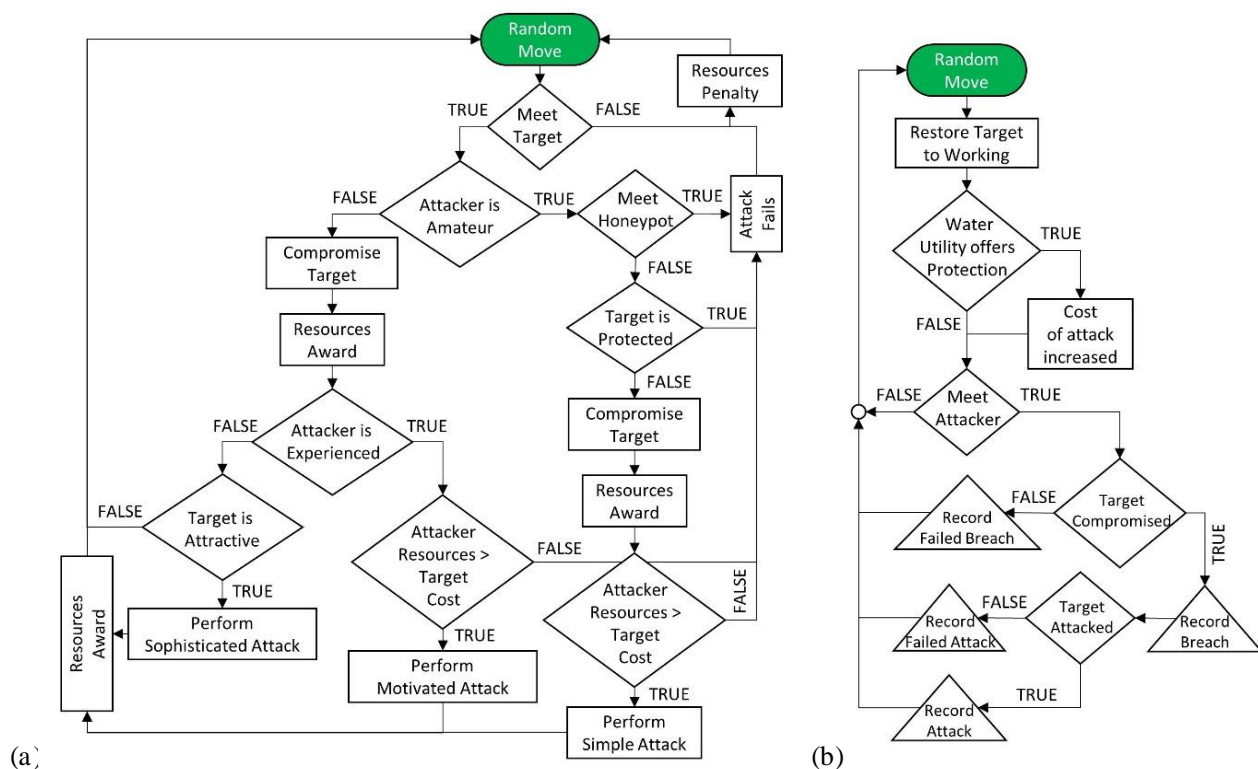 Random
Move
Resources
Penalty
TRUE
Meet
Target
FALSE
FALSE
Attacker is
Amateur
TRUE
Meet
Honeypot
TRUE
Attack
Fails
Compromise
Target
FALSE
Resources
Award
Target is
Protected
TRUE
FALSE
Compromise
Target
FALSE
Attacker is
Experienced
TRUE
Resources
Award
FALSE
Target is
Attractive
Attacker
Resources >
Target
Cost
FALSE
TRUE
Attacker
Resources >
Target
Cost
FALSE
Resources
Award
Perform
Sophisticated Attack
TRUE
Perform
Motivated Attack
TRUE
Perform
Simple Attack
(a)
Random
Move
Restore Target
to Working
Water
Utility offers
Protection
TRUE
FALSE
Cost
of attack
increased
FALSE
Meet
Attacker
TRUE
FALSE
Target
Compromised
Record
Failed Breach
TRUE
FALSE
Target
Attacked
Record
Failed Attack
Record
Breach
TRUE
Record
Attack
(b)